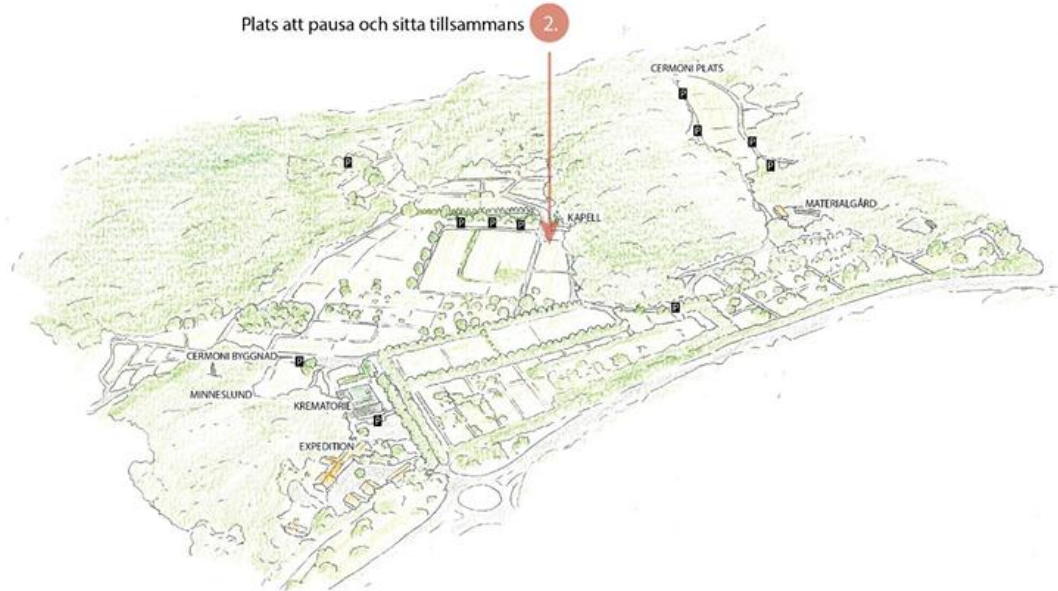 Plats att pausa och sitta tillsammans 2.
CERMONI PLATS
P
P
P
P
P
MATERIALGÅRD
KAPELL
P
P
P
P
CERMONI BYGGNAD
P
MINNESLUND
KREMATORIE
P
EXPEDITION